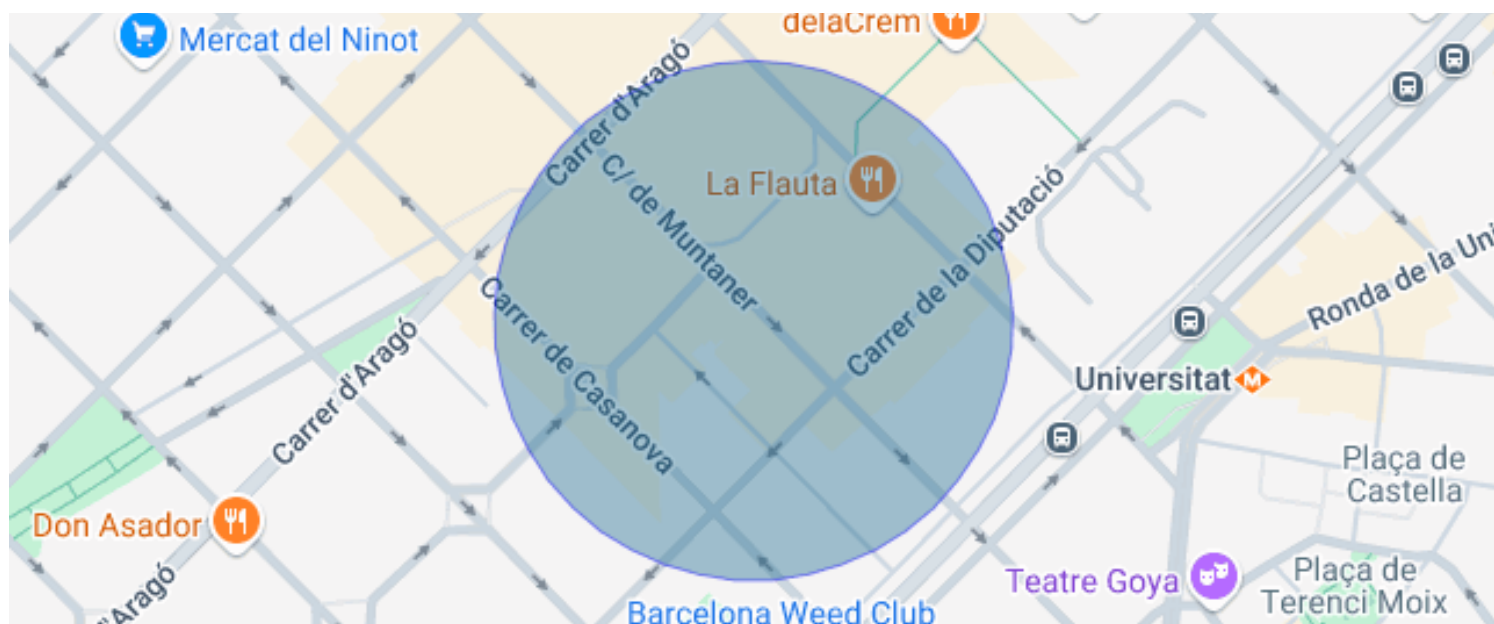 delaCrem
Mercat del Ninot
Carrer d'Aragó
C/ de Muntaner
La Flauta
Carrer de la Diputació
Ronda de la Uni
Carrer de Casanova
Carrer d'Aragó
Universitat
Plaça de
Castella
Don Asador
d'Aragó
Teatre Goya
Plaça de
Terenci Moix
Barcelona Weed Club